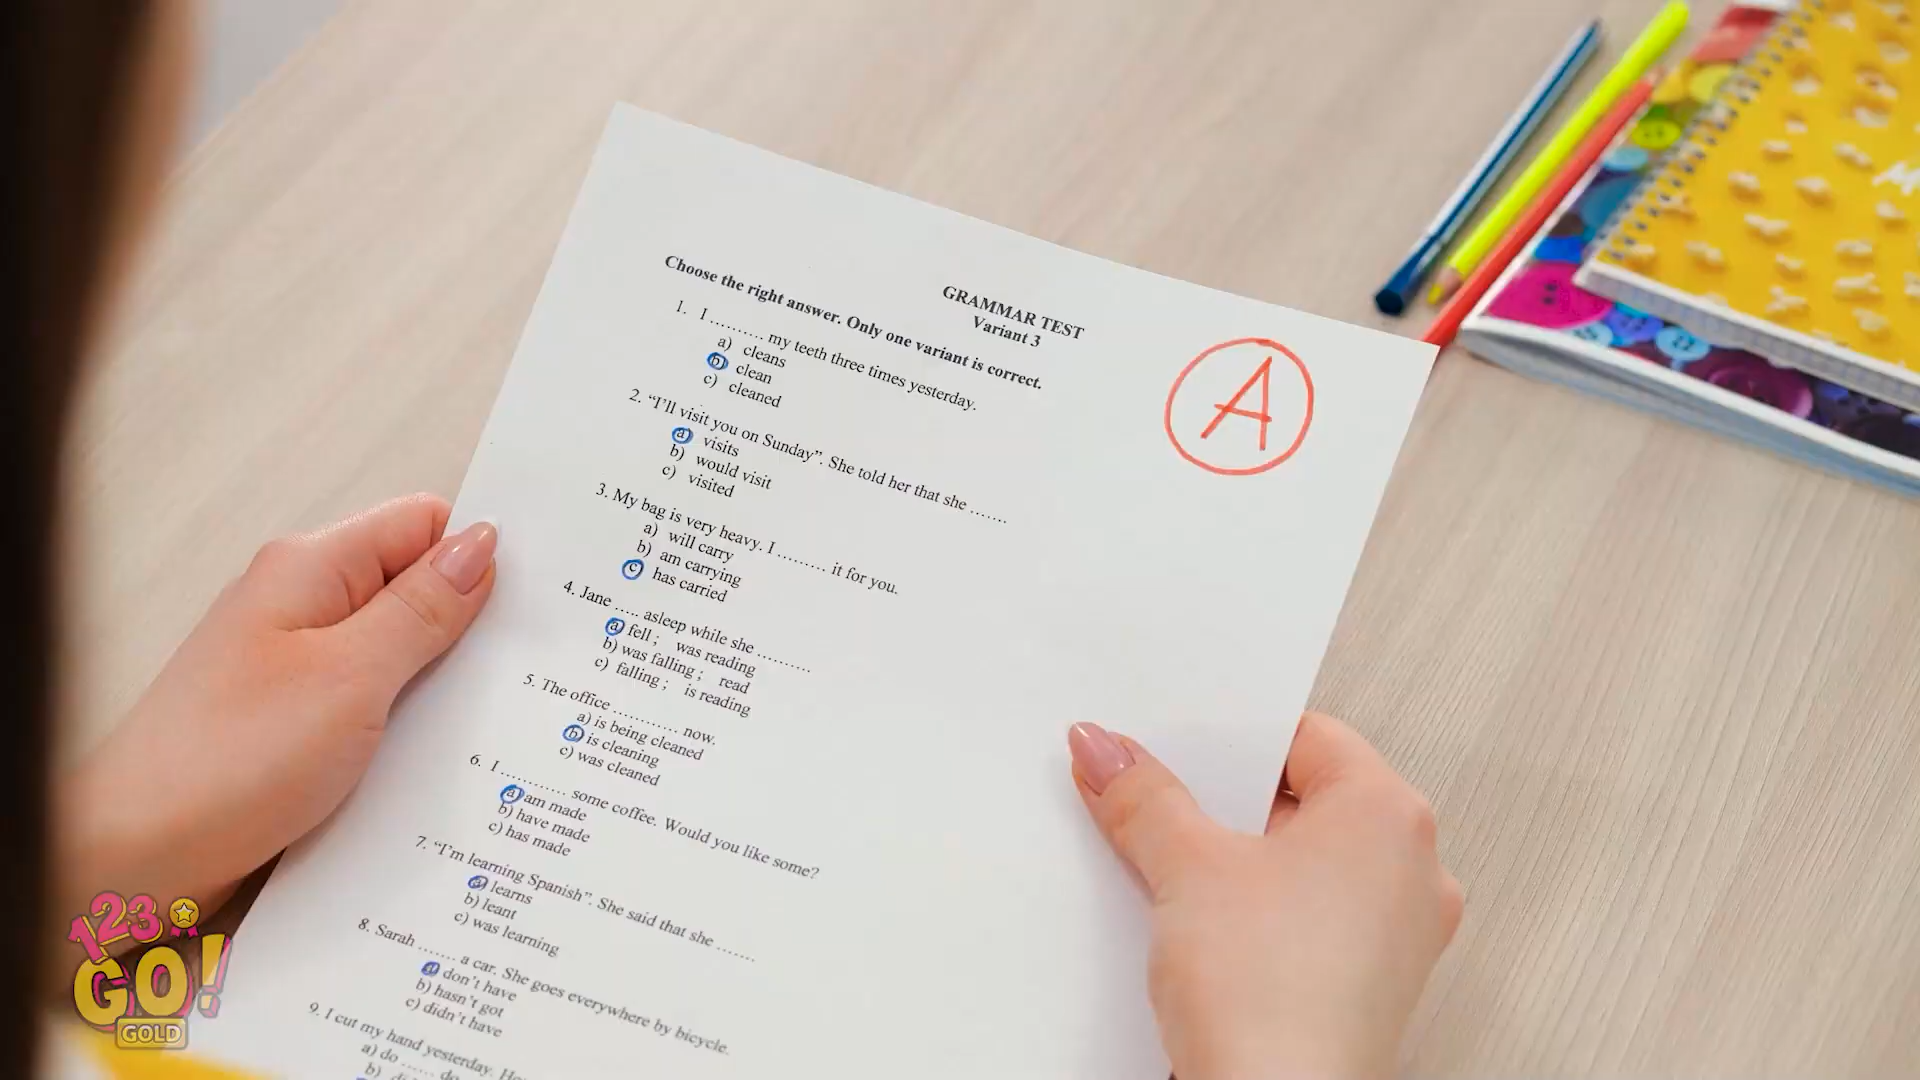 GRAMMAR TEST
Variant 3
Choose the right answer. Only one variant is correct.
1. I .......... my teeth three times yesterday.
a) cleans
b) clean
c) cleaned
2. “I’ll visit you on Sunday”. She told her that she .......
a) visits
b) would visit
c) visited
3. My bag is very heavy. I ......... it for you.
a) will carry
b) am carrying
c) has carried
4. Jane ..... asleep while she ..........
a) fell ; was reading
b) was falling ; read
c) falling ; is reading
5. The office ............ now.
a) is being cleaned
b) is cleaning
c) was cleaned
6. I ............ some coffee. Would you like some?
a) am made
b) have made
c) has made
7. “I’m learning Spanish”. She said that she .......
a) learns
b) leant
c) was learning
8. Sarah ....... a car. She goes everywhere by bicycle.
a) don’t have
b) hasn’t got
c) didn’t have
9. I cut my hand yesterday.
a) do ...... do
b)
A
123
GO!
GOLD